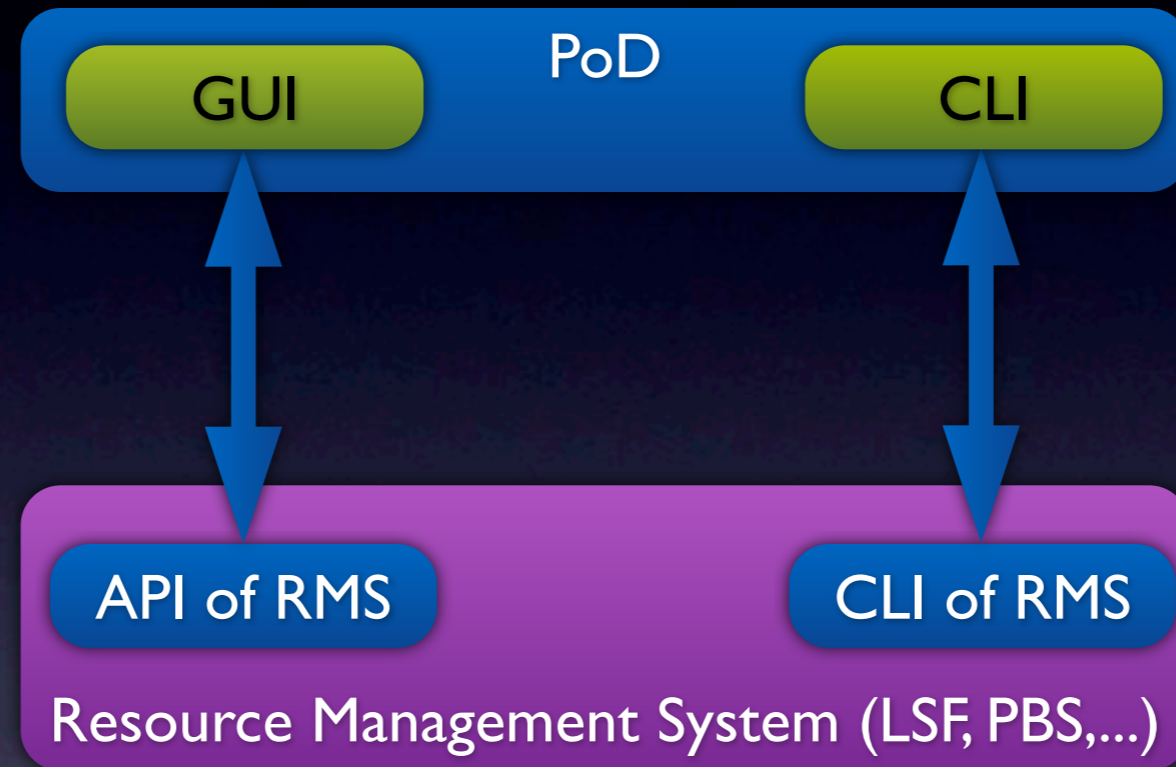 PoD
GUI
CLI
API of RMS
CLI of RMS
Resource Management System (LSF, PBS,...)